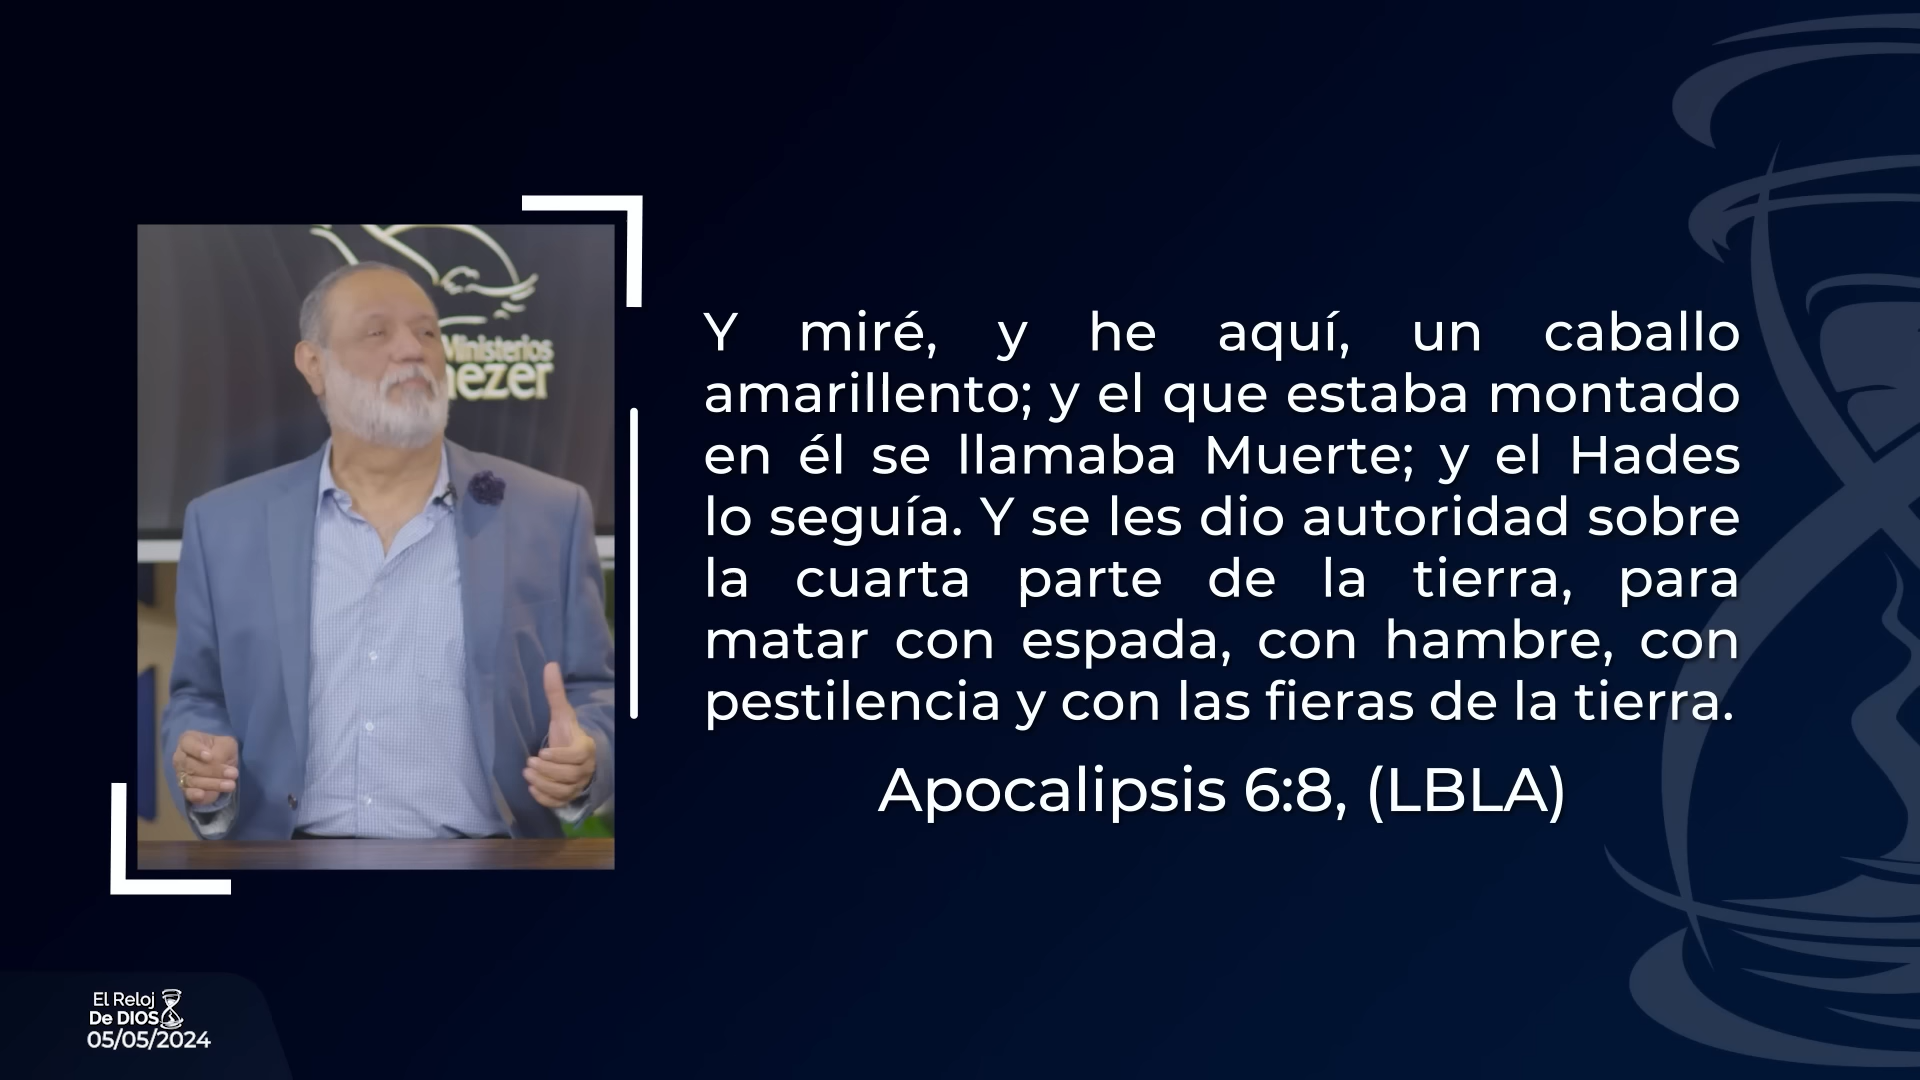 Ministerios
nezer
Y miré, y he aquí, un caballo
amarillento; y el que estaba montado
en él se llamaba Muerte; y el Hades
lo seguía. Y se les dio autoridad sobre
la cuarta parte de la tierra, para
matar con espada, con hambre, con
pestilencia y con las fieras de la tierra.
Apocalipsis 6:8, (LBLA)
El Reloj
De DIOS
05/05/2024